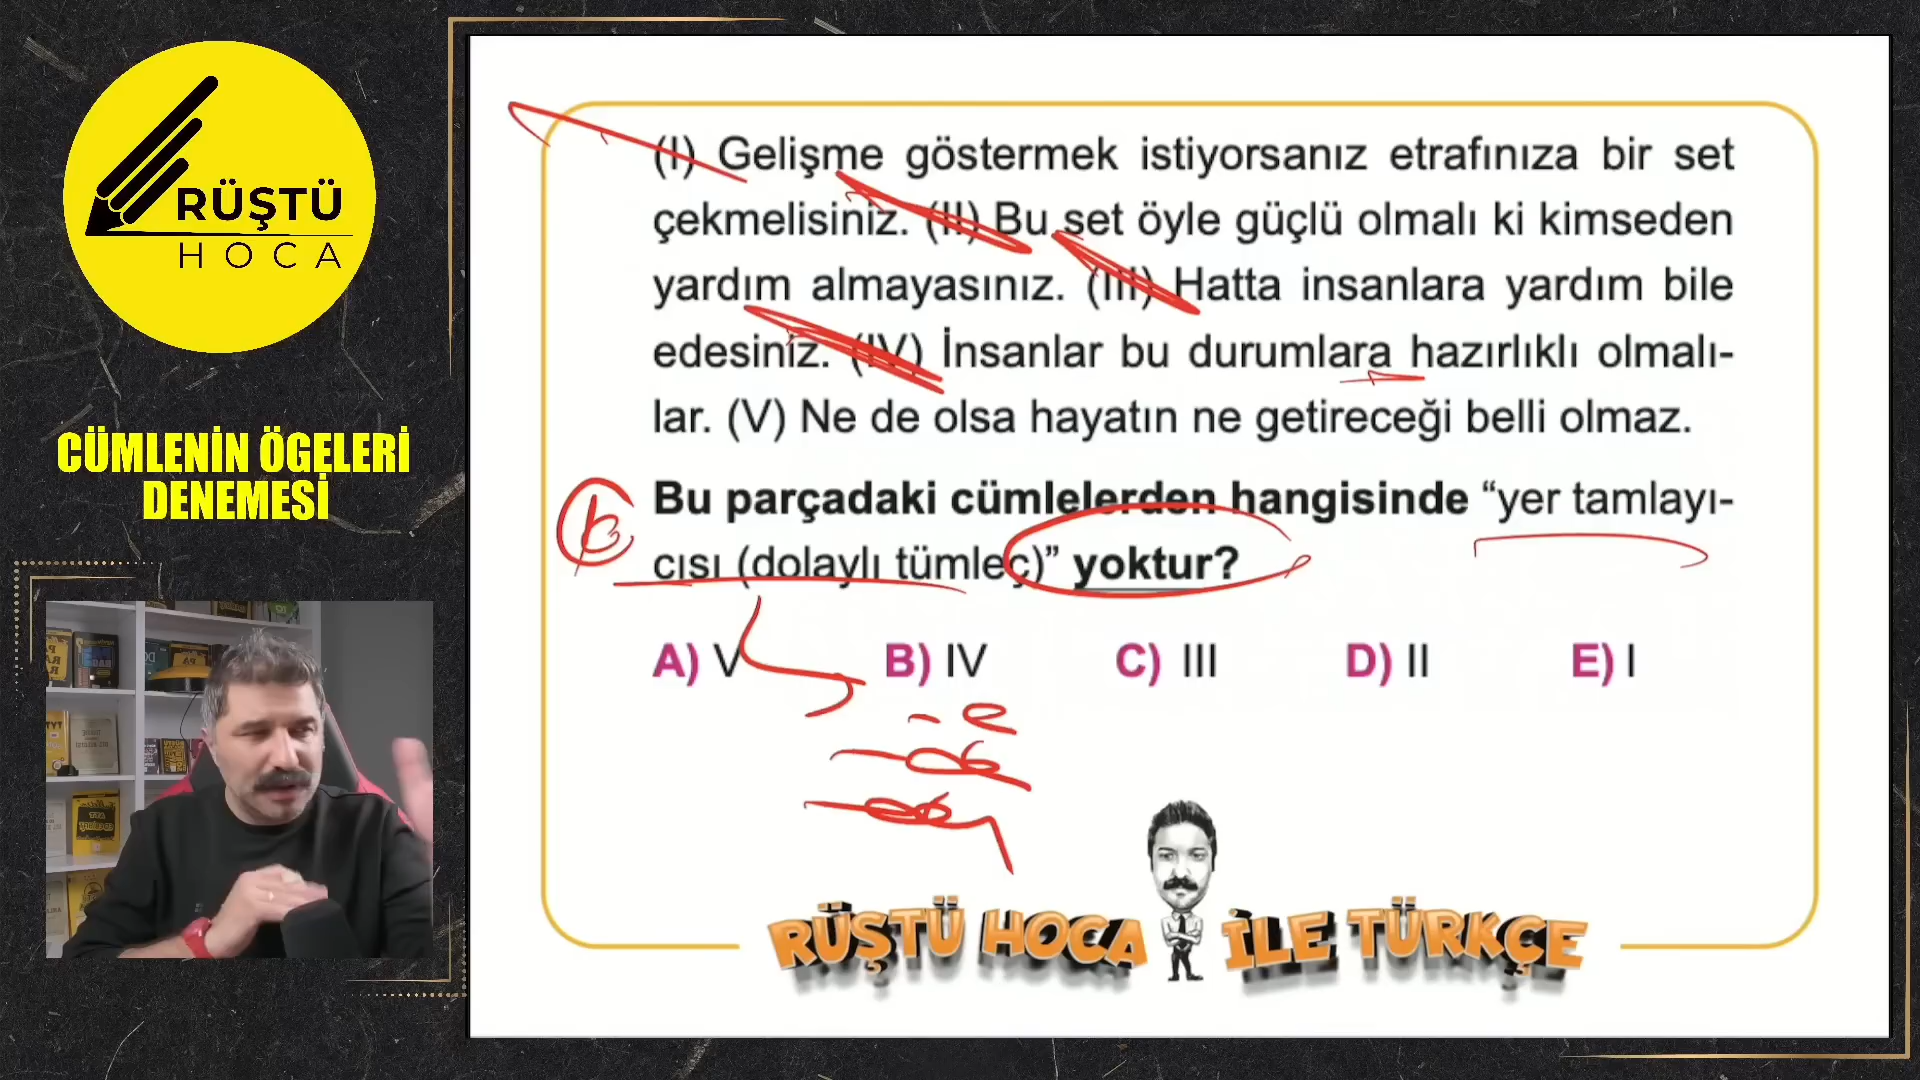 RÜŞTÜ
HOCA
CÜMLENİN ÖGELERİ
DENEMESİ
(I) Gelişme göstermek istiyorsanız etrafınıza bir set
çekmelisiniz. (II) Bu set öyle güçlü olmalı ki kimseden
yardım almayasınız. (III) Hatta insanlara yardım bile
edesiniz. (IV) İnsanlar bu durumlara hazırlıklı olmalı-
lar. (V) Ne de olsa hayatın ne getireceği belli olmaz.
Bu parçadaki cümlelerden hangisinde “yer tamlayı-
cısı (dolaylı tümleç)” yoktur?
A) V B) IV C) III D) II E) I
RÜŞTÜ HOCA İLE TÜRKÇE